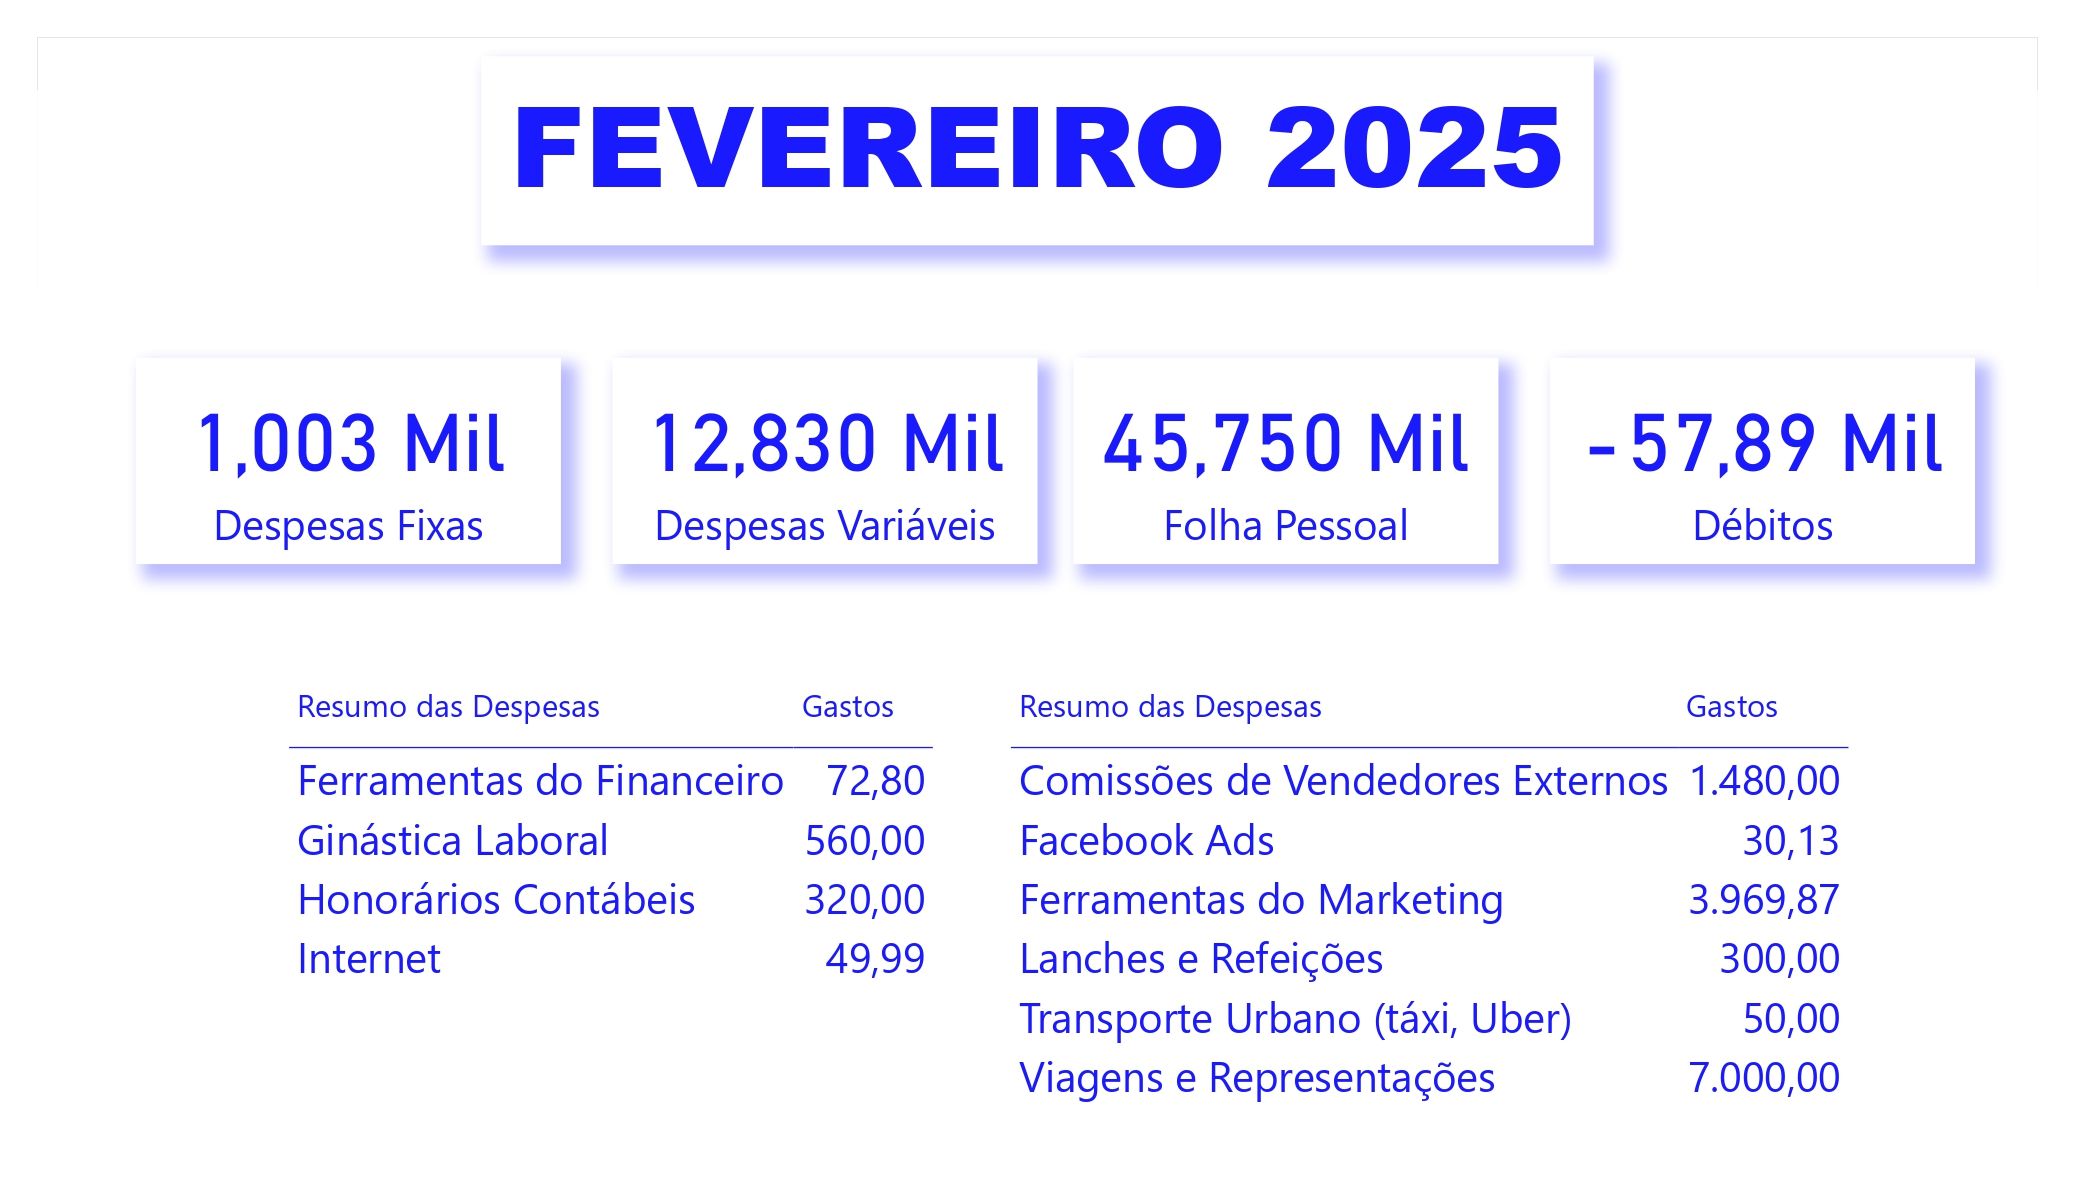 FEVEREIRO 2025
1,003 Mil
Despesas Fixas
12,830 Mil
Despesas Variáveis
45,750 Mil
Folha Pessoal
-57,89 Mil
Débitos
Resumo das Despesas Gastos
Ferramentas do Financeiro 72,80
Ginástica Laboral 560,00
Honorários Contábeis 320,00
Internet 49,99
Resumo das Despesas Gastos
Comissões de Vendedores Externos 1.480,00
Facebook Ads 30,13
Ferramentas do Marketing 3.969,87
Lanches e Refeições 300,00
Transporte Urbano (táxi, Uber) 50,00
Viagens e Representações 7.000,00